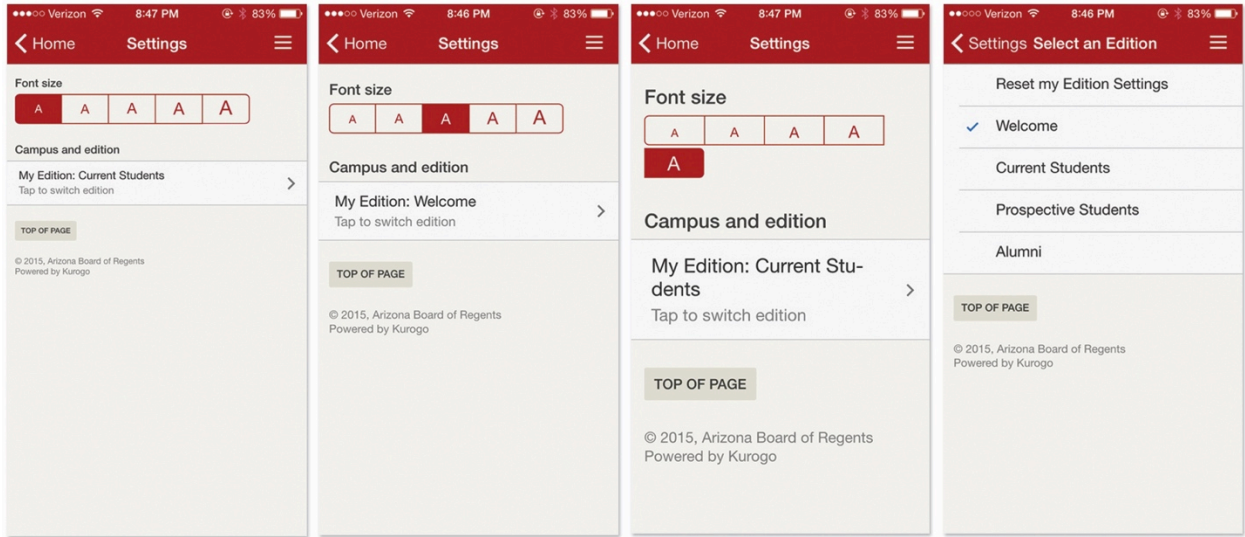 ●●●○○ Verizon 8:47 PM 83%
Home Settings
Font size
A A A A A
Campus and edition
My Edition: Current Students
Tap to switch edition
TOP OF PAGE
© 2015, Arizona Board of Regents
Powered by Kurogo
●●●○○ Verizon 8:46 PM 83%
Home Settings
Font size
A A A A A
Campus and edition
My Edition: Welcome
Tap to switch edition
TOP OF PAGE
© 2015, Arizona Board of Regents
Powered by Kurogo
●●●○○ Verizon 8:47 PM 83%
Home Settings
Font size
A A A A
A
Campus and edition
My Edition: Current Stu-
dents
Tap to switch edition
TOP OF PAGE
© 2015, Arizona Board of Regents
Powered by Kurogo
●●○○○ Verizon 8:46 PM 83%
Settings Select an Edition
Reset my Edition Settings
Welcome
Current Students
Prospective Students
Alumni
TOP OF PAGE
© 2015, Arizona Board of Regents
Powered by Kurogo